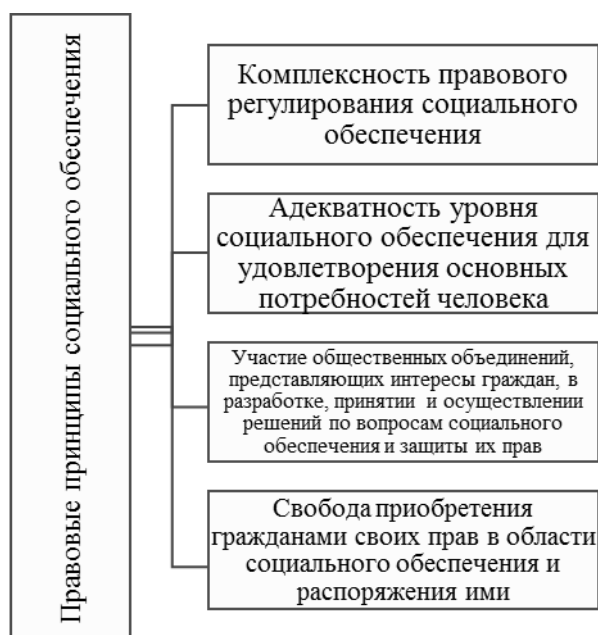 Правовые принципы социального обеспечения
Комплексность правового
регулирования социального
обеспечения
Адекватность уровня
социального обеспечения для
удовлетворения основных
потребностей человека
Участие общественных объединений,
представляющих интересы граждан, в
разработке, принятии и осуществлении
решений по вопросам социального
обеспечения и защиты их прав
Свобода приобретения
гражданами своих прав в области
социального обеспечения и
распоряжения ими